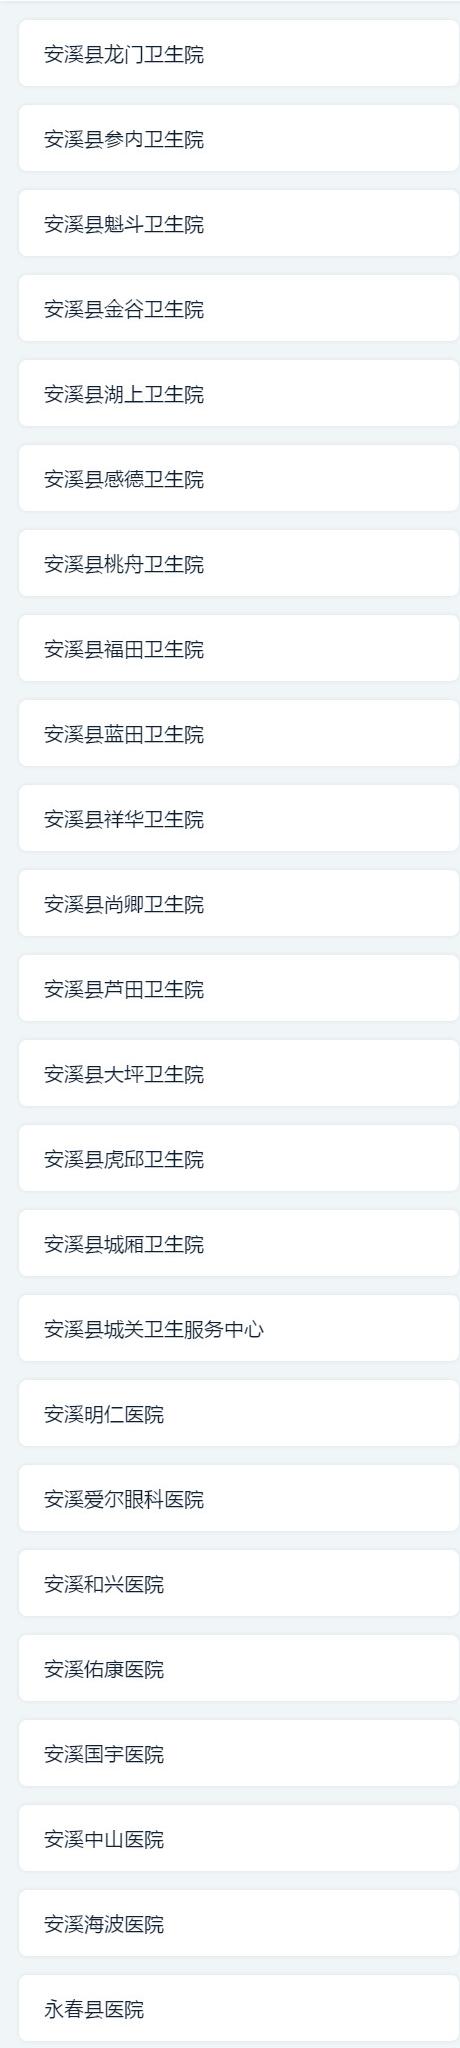 安溪县龙门卫生院
安溪县参内卫生院
安溪县魁斗卫生院
安溪县金谷卫生院
安溪县湖上卫生院
安溪县感德卫生院
安溪县桃舟卫生院
安溪县福田卫生院
安溪县蓝田卫生院
安溪县祥华卫生院
安溪县尚卿卫生院
安溪县芦田卫生院
安溪县大坪卫生院
安溪县虎邱卫生院
安溪县城厢卫生院
安溪县城关卫生服务中心
安溪明仁医院
安溪爱尔眼科医院
安溪和兴医院
安溪佑康医院
安溪国宇医院
安溪中山医院
安溪海波医院
永春县医院